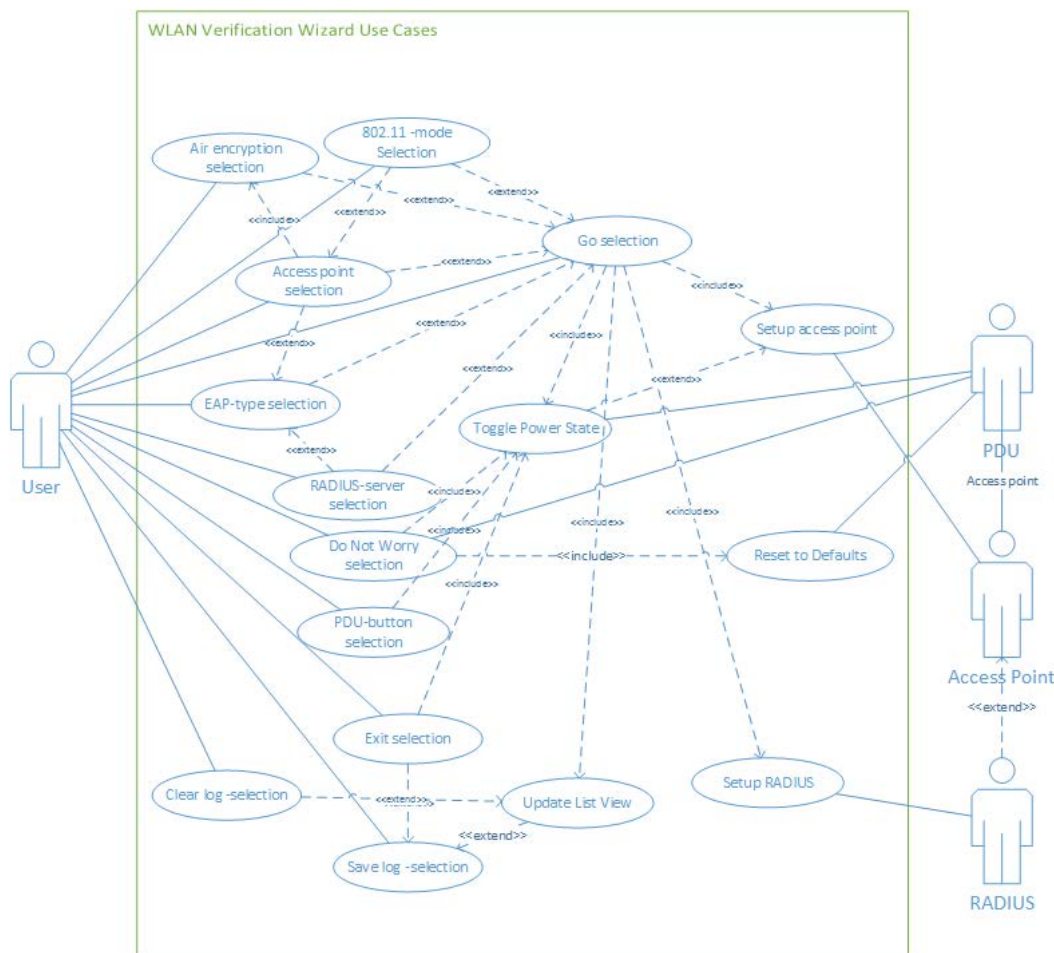 WLAN Verification Wizard Use Cases
802.11 -mode
Selection
Air encryption
selection
<<extend>>
<<extend>>
<<include>>
<<extend>>
Go selection
Access point
selection
<<extend>>
<<include>>
<<extend>>
<<include>>
Setup access point
<<extend>>
<<extend>>
<<extend>>
EAP-type selection
Toggle Power State
<<extend>>
User
PDU
RADIUS-server
selection
<<include>>
Access point
<<include>>
<<include>>
<<include>>
Do Not Worry
selection
<<include>>
Reset to Defaults
<<include>>
PDU-button
selection
Access Point
<<extend>>
Exit selection
Setup RADIUS
Clear log -selection
<<extend>>
Update List View
<<extend>>
Save log -selection
RADIUS